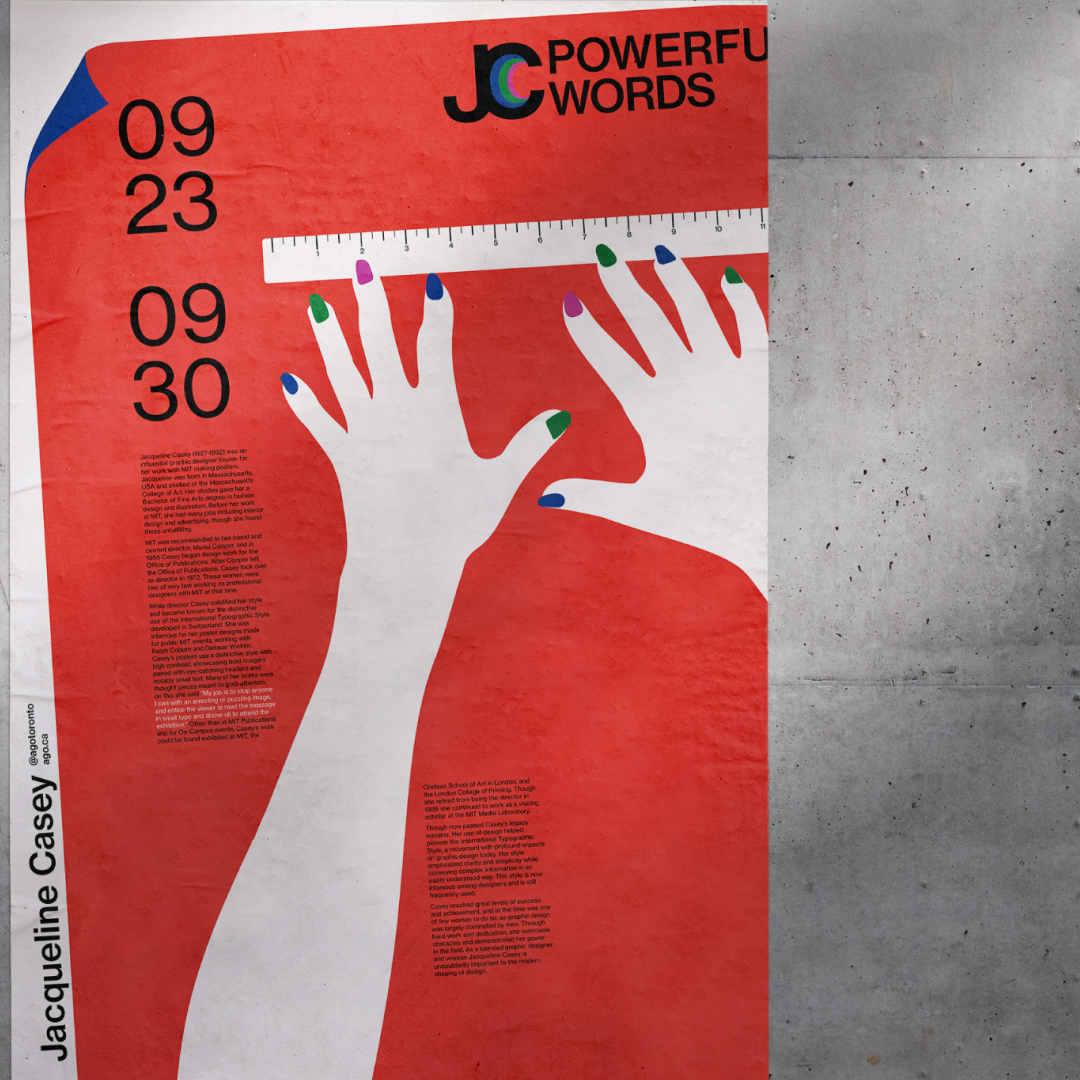 JC POWERFU
WORDS
09
23
09
30
1 2 3 4 5 6 7 8 9 10 11
Jacqueline Casey (1927-1992) was an
influential graphic designer known for
her work with MIT making posters.
Jacqueline was born in Massachusetts,
USA and studied at the Massachusetts
College of Art. Her studies gave her a
Bachelor of Fine Arts degree in fashion
design and illustration. Before her work
at MIT, she had many jobs including interior
design and advertising, though she found
these unfulfilling.
MIT was recommended to her friend and
current director, Muriel Cooper, and in
1955 Casey began design work for the
Office of Publications. After Cooper left
the Office of Publications, Casey took over
as director in 1972. These women were
two of very few working as professional
designers with MIT at that time.
While director Casey solidified her style
and became known for the distinctive
use of the International Typographic Style
developed in Switzerland. She was
infamous for her poster designs made
for public MIT events, working with
Ralph Coburn and Dietmar Winkler.
Casey's posters use a distinctive style with
high contrast, showcasing bold imagery
paired with eye-catching headers and
notably small text. Many of her works were
thought pieces meant to grab attention,
on this she said "My job is to stop anyone
I can with an arresting or puzzling image,
and entice the viewer to read the message
in small type and above all to attend the
exhibition." Other than in MIT Publications
and for On-Campus events, Casey's work
could be found exhibited at MIT, the
Chelsea School of Art in London, and
the London College of Printing. Though
she retired from being the director in
1989 she continued to work as a visiting
scholar at the MIT Media Laboratory.
Though now passed Casey's legacy
remains. Her use of design helped
pioneer the International Typographic
Style, a movement with profound impacts
on graphic design today. Her style
emphasized clarity and simplicity while
conveying complex information in an
easily understood way. This style is now
infamous among designers and is still
frequently used.
Casey reached great levels of success
and achievement, and at the time was one
of few women to do so, as graphic design
was largely dominated by men. Through
hard work and dedication, she overcame
obstacles and demonstrated her power
in the field. As a talented graphic designer
and woman Jacqueline Casey is
undoubtedly important to the modern
shaping of design.
Jacqueline Casey
@agotoronto
ago.ca